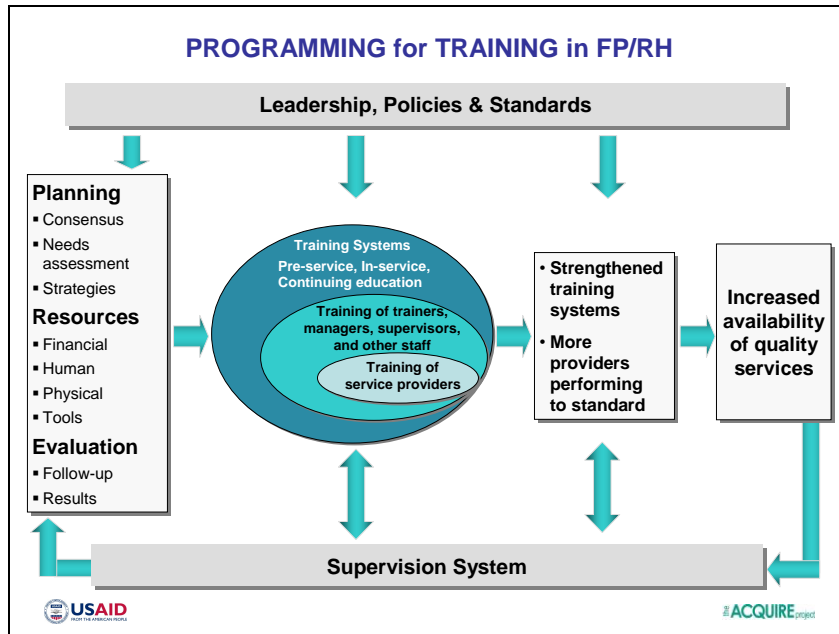 PROGRAMMING for TRAINING in FP/RH
Leadership, Policies & Standards
Planning
▪ Consensus
▪ Needs
assessment
▪ Strategies
Resources
▪ Financial
▪ Human
▪ Physical
▪ Tools
Evaluation
▪ Follow-up
▪ Results
Training Systems
Pre-service, In-service,
Continuing education
Training of trainers,
managers, supervisors,
and other staff
Training of
service providers
• Strengthened
training
systems
• More
providers
performing
to standard
Increased
availability
of quality
services
Supervision System
USAID
FROM THE AMERICAN PEOPLE
the ACQUIRE project